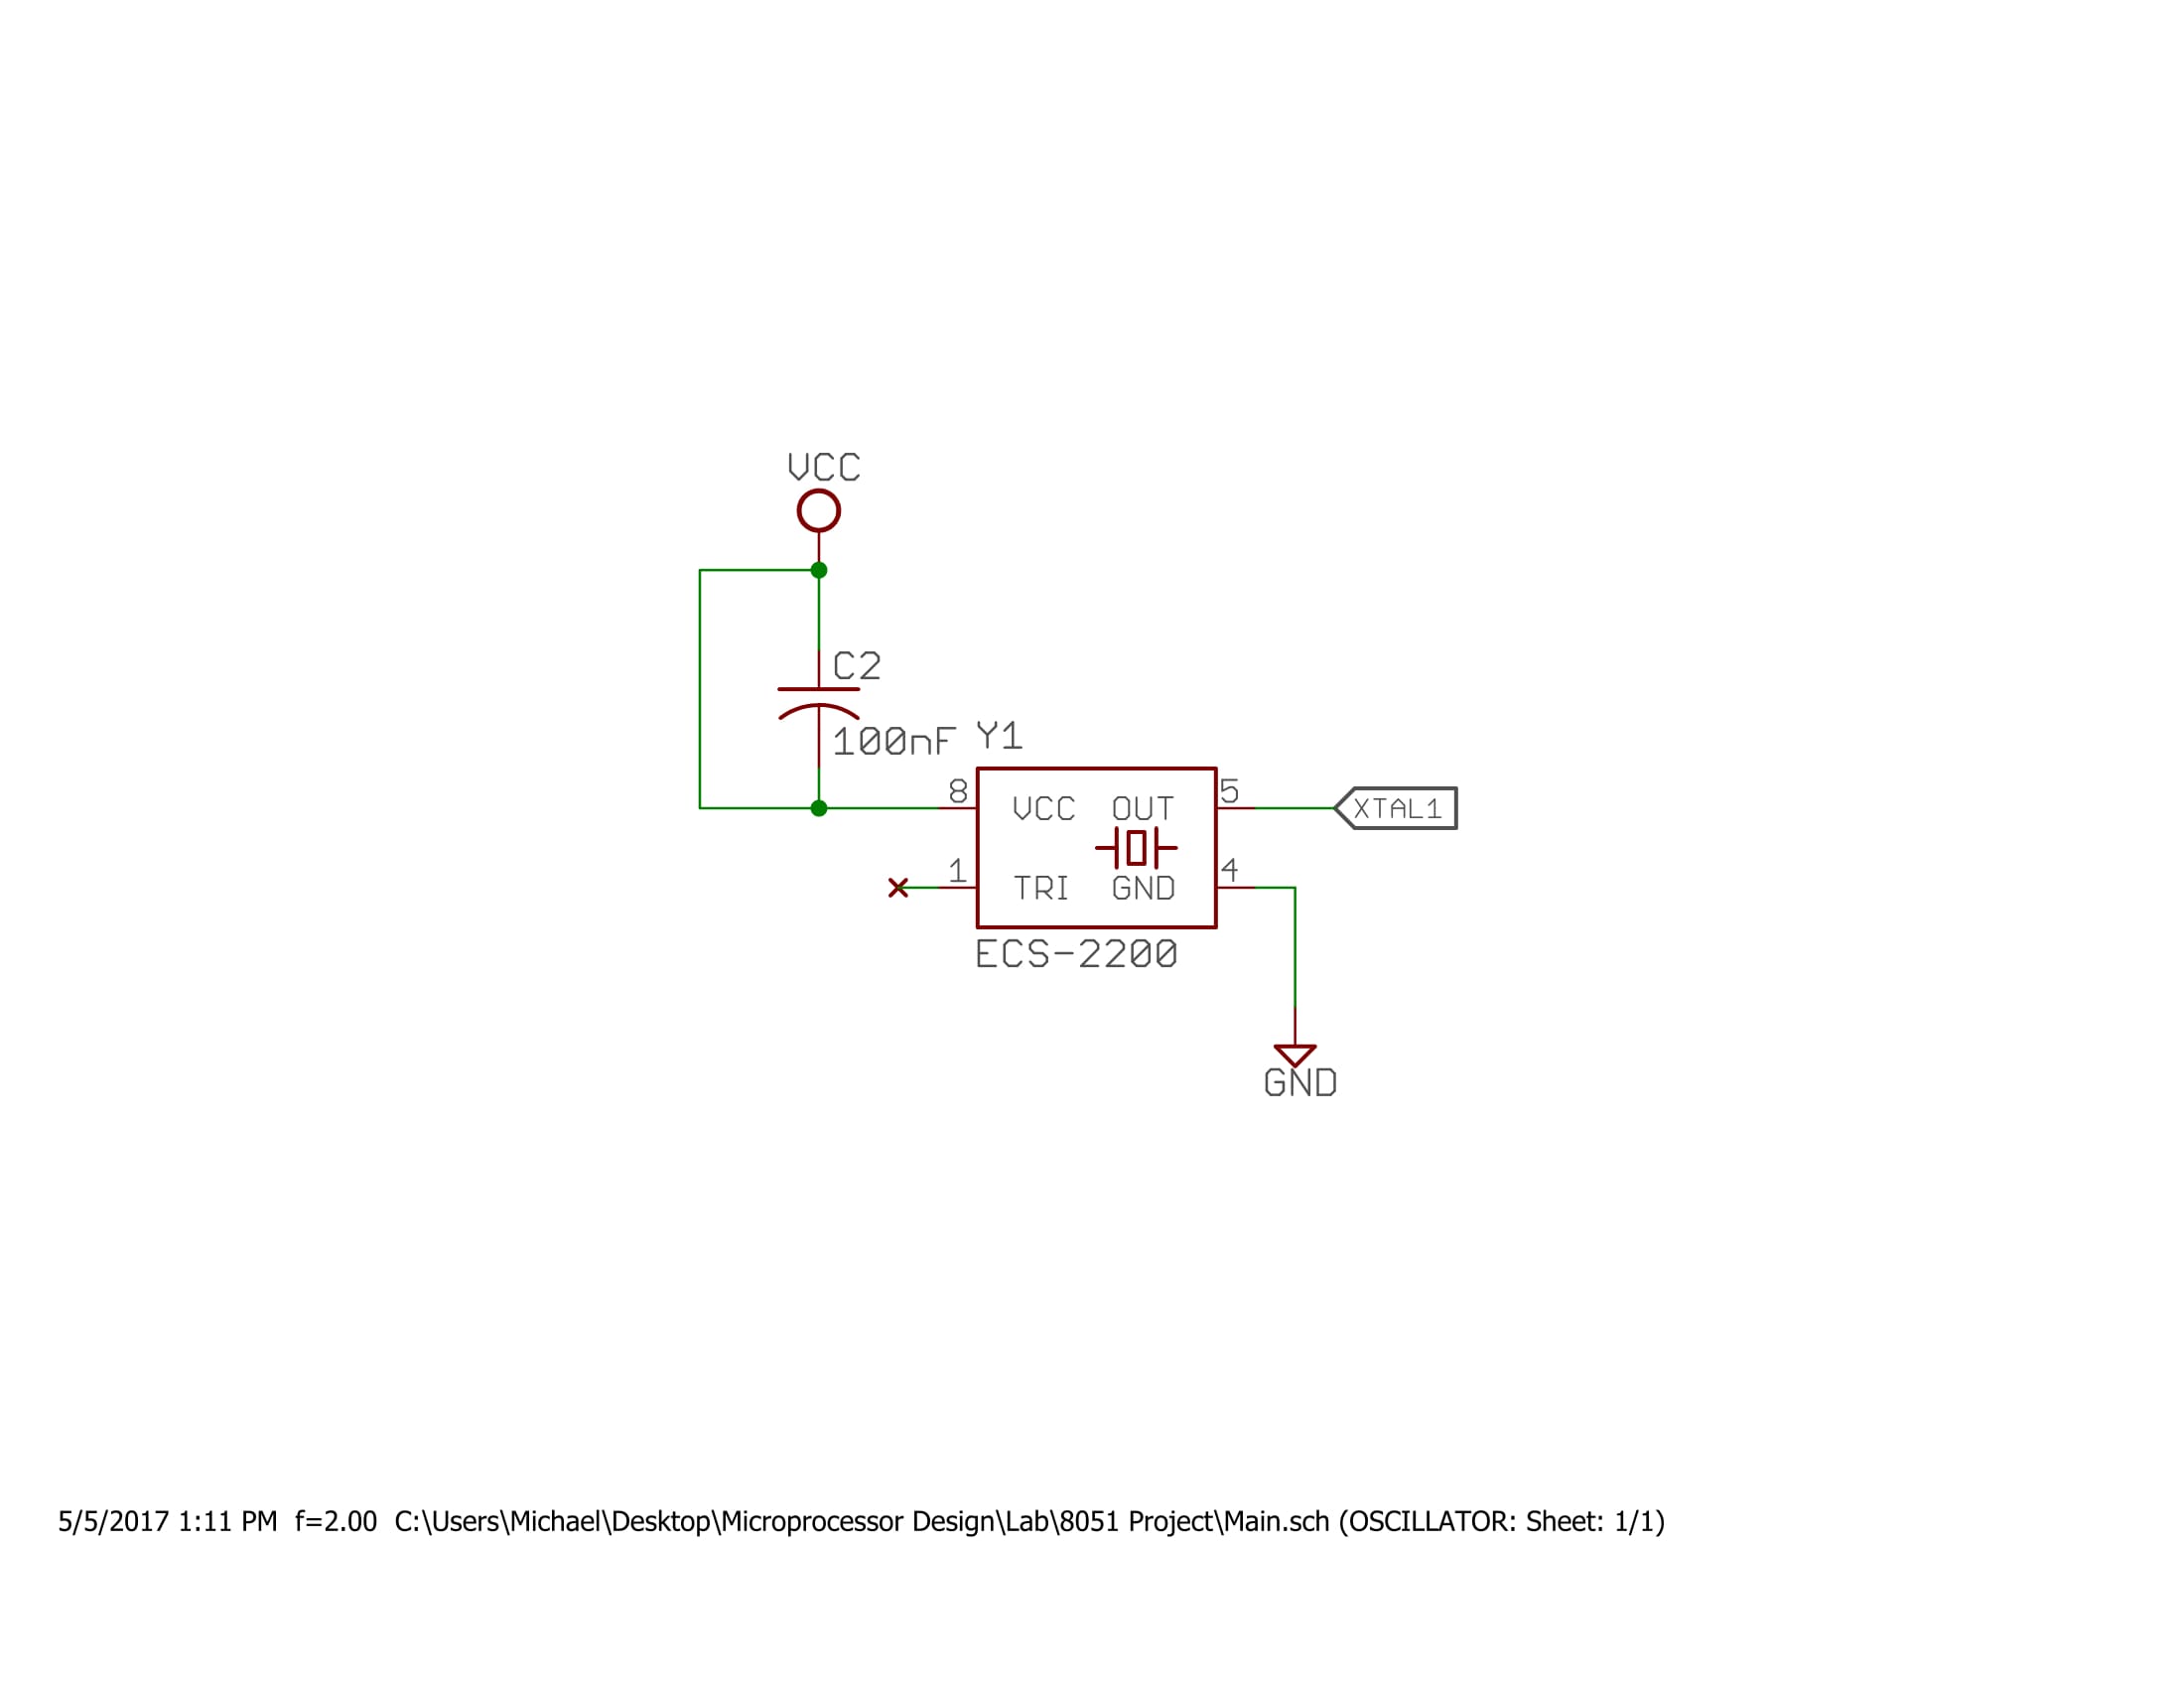 VCC
C2
100nF
Y1
8
VCC
OUT
5
XTAL1
1
TRI
GND
4
ECS-2200
GND
5/5/2017 1:11 PM  f=2.00  C:\Users\Michael\Desktop\Microprocessor Design\Lab\8051 Project\Main.sch (OSCILLATOR: Sheet: 1/1)